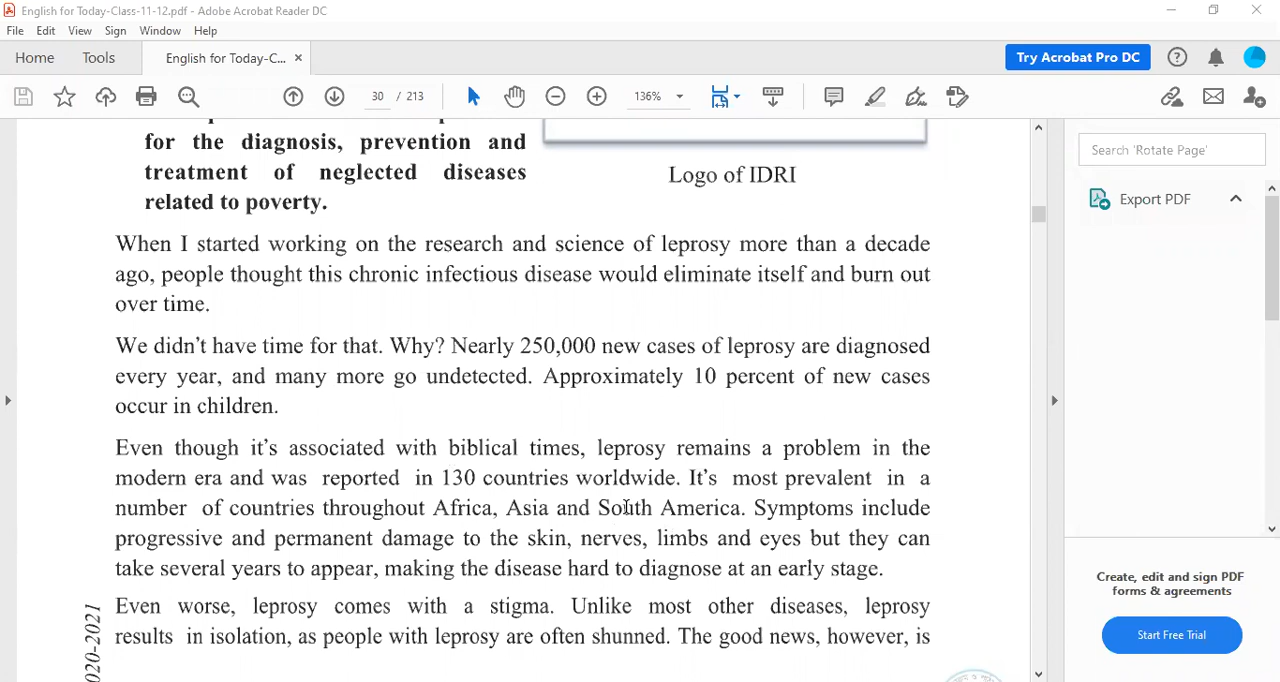 English for Today-Class-11-12.pdf - Adobe Acrobat Reader DC
File Edit View Sign Window Help
Home Tools English for Today-C... ×
Try Acrobat Pro DC
30 / 213 136%
for the diagnosis, prevention and
treatment of neglected diseases
related to poverty.
Logo of IDRI
When I started working on the research and science of leprosy more than a decade
ago, people thought this chronic infectious disease would eliminate itself and burn out
over time.
We didn't have time for that. Why? Nearly 250,000 new cases of leprosy are diagnosed
every year, and many more go undetected. Approximately 10 percent of new cases
occur in children.
Even though it's associated with biblical times, leprosy remains a problem in the
modern era and was reported in 130 countries worldwide. It's most prevalent in a
number of countries throughout Africa, Asia and South America. Symptoms include
progressive and permanent damage to the skin, nerves, limbs and eyes but they can
take several years to appear, making the disease hard to diagnose at an early stage.
Even worse, leprosy comes with a stigma. Unlike most other diseases, leprosy
results in isolation, as people with leprosy are often shunned. The good news, however, is
020-2021
Search 'Rotate Page'
Export PDF
Create, edit and sign PDF
forms & agreements
Start Free Trial